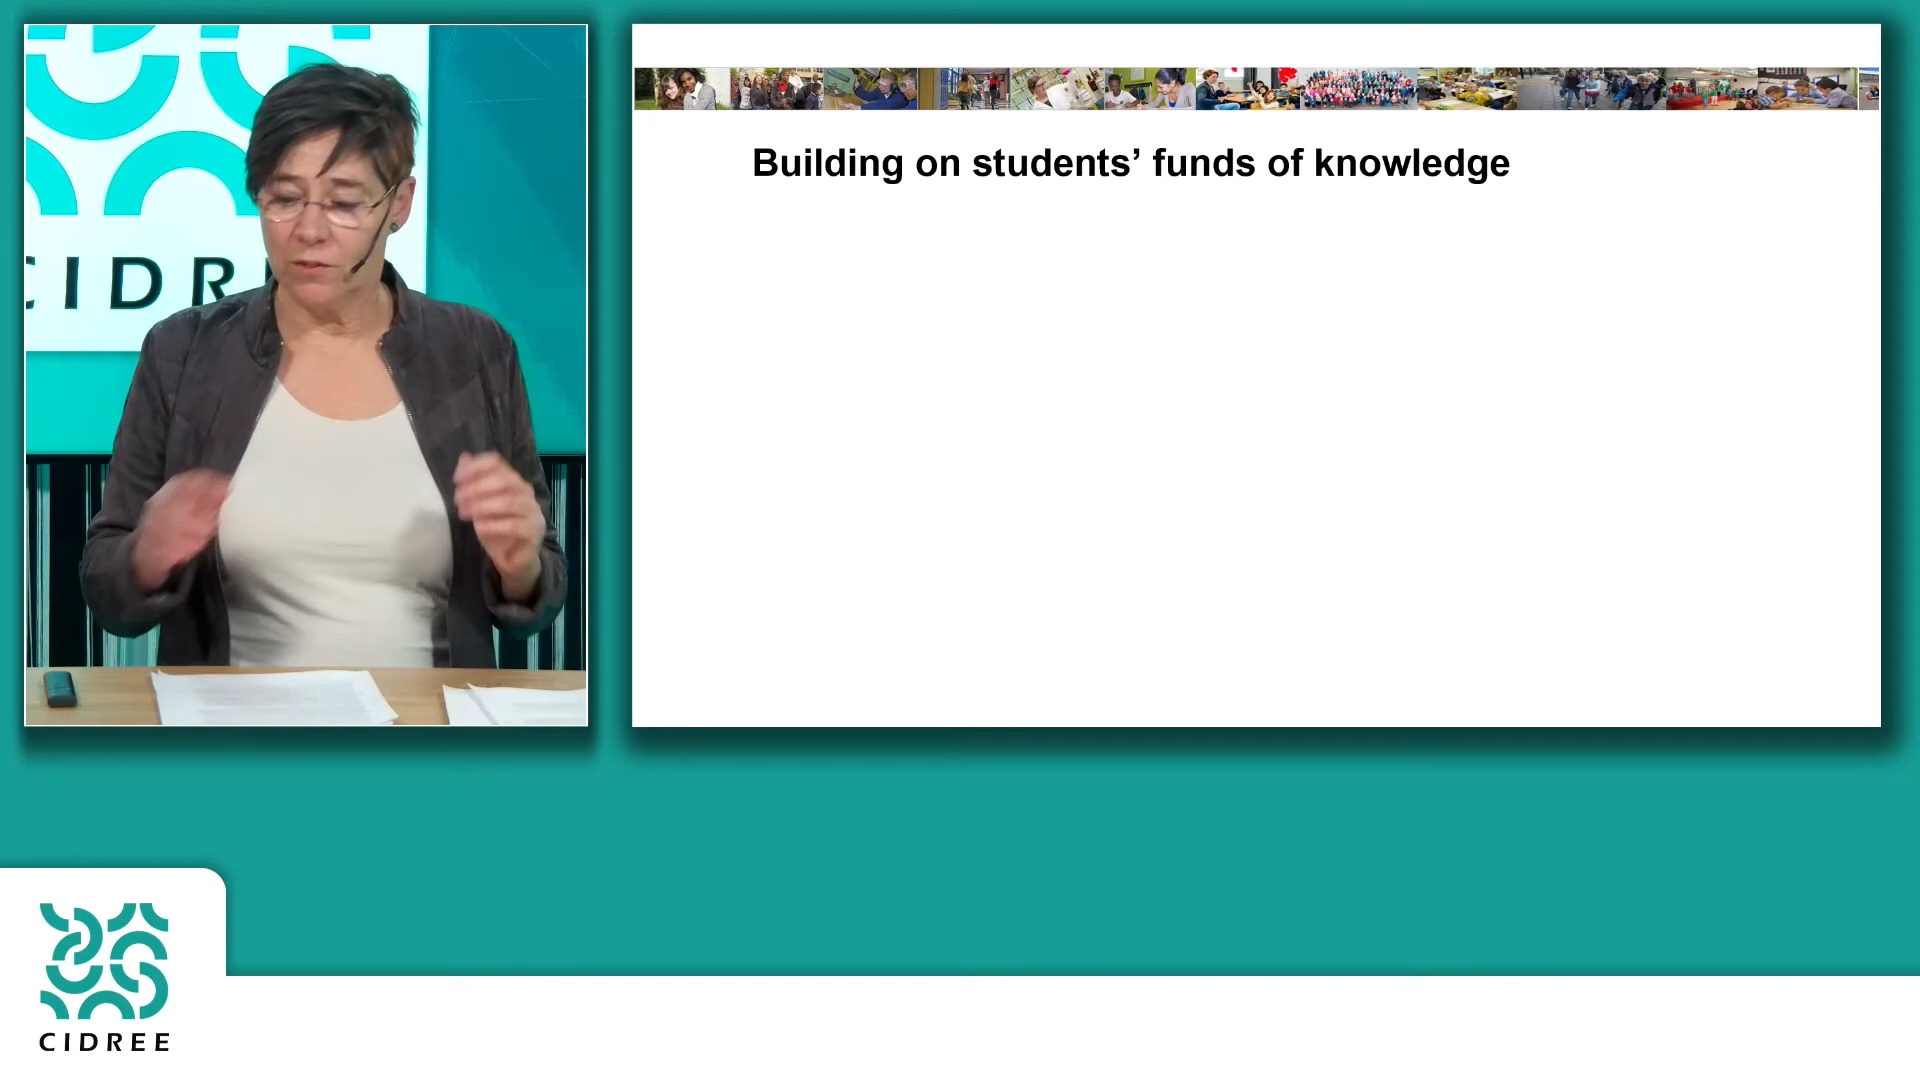 CIDR
Building on students’ funds of knowledge
CIDREE